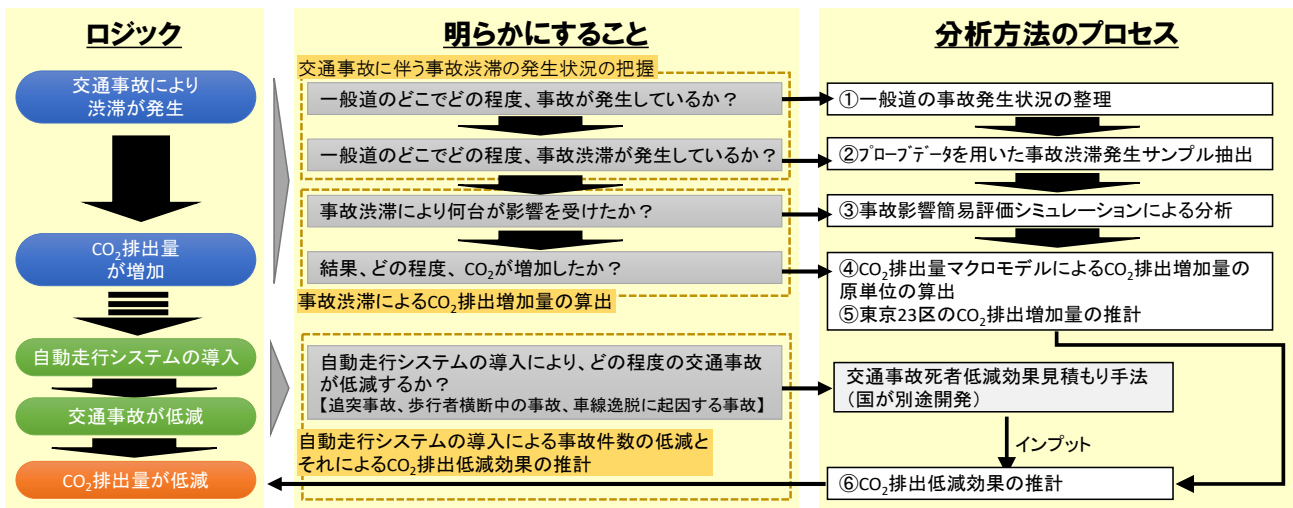 ロジック
交通事故により
渋滞が発生
CO₂排出量
が増加
自動走行システムの導入
交通事故が低減
CO₂排出量が低減
明らかにすること
交通事故に伴う事故渋滞の発生状況の把握
一般道のどこでどの程度、事故が発生しているか？
一般道のどこでどの程度、事故渋滞が発生しているか？
事故渋滞により何台が影響を受けたか？
結果、どの程度、CO₂が増加したか？
事故渋滞によるCO₂排出増加量の算出
自動走行システムの導入により、どの程度の交通事故
が低減するか？
【追突事故、歩行者横断中の事故、車線逸脱に起因する事故】
自動走行システムの導入による事故件数の低減と
それによるCO₂排出低減効果の推計
分析方法のプロセス
①一般道の事故発生状況の整理
②ﾌﾟﾛｰﾌﾞﾃﾞｰﾀを用いた事故渋滞発生サンプル抽出
③事故影響簡易評価シミュレーションによる分析
④CO₂排出量マクロモデルによるCO₂排出増加量の
原単位の算出
⑤東京23区のCO₂排出増加量の推計
交通事故死者低減効果見積もり手法
（国が別途開発）
インプット
⑥CO₂排出低減効果の推計